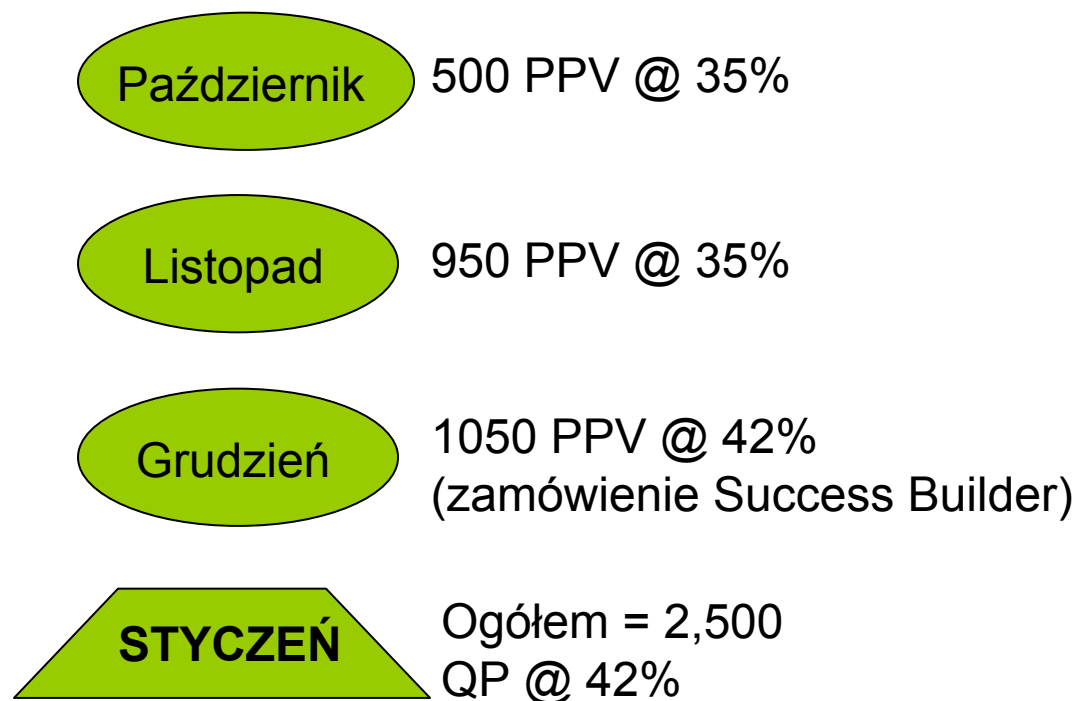 Październik
500 PPV @ 35%
Listopad
950 PPV @ 35%
Grudzień
1050 PPV @ 42%
(zamówienie Success Builder)
STYCZEŃ
Ogółem = 2,500
QP @ 42%